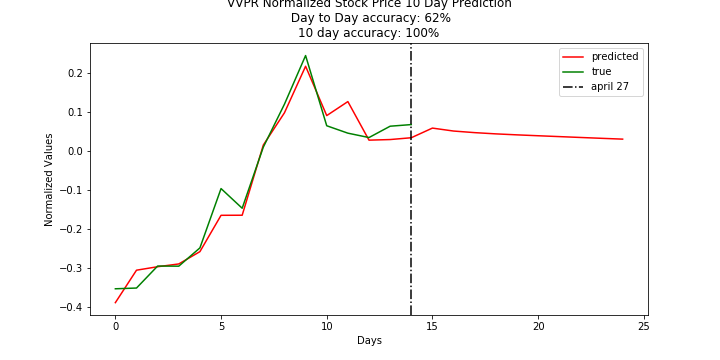 VVPR Normalized Stock Price 10 Day Prediction
Day to Day accuracy: 62%
10 day accuracy: 100%
predicted
true
april 27
Normalized Values
0.2
0.1
0.0
−0.1
−0.2
−0.3
−0.4
0
5
10
15
20
25
Days